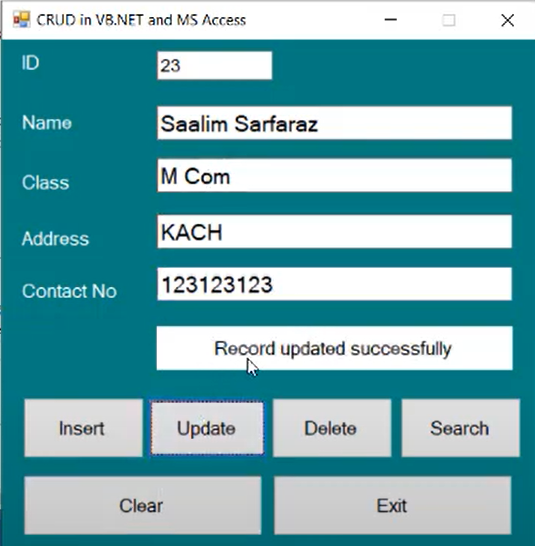 CRUD in VB.NET and MS Access
ID 23
Name Saalim Sarfaraz
Class M Com
Address KACH
Contact No 123123123
Record updated successfully
Insert Update Delete Search
Clear Exit